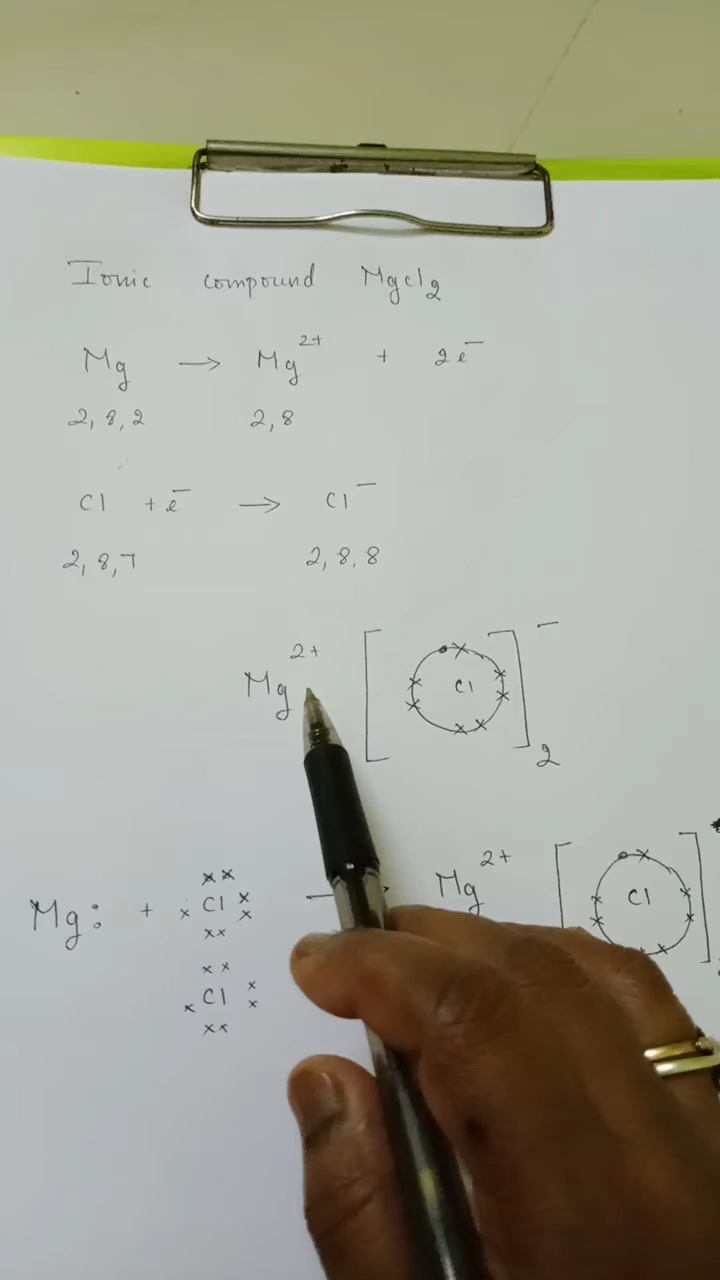 Ionic compound Mgcl2
Mg → Mg2+ + 2e−
2, 8, 2 2, 8
Cl + e− → Cl−
2, 8, 7 2, 8, 8
Mg2+ [Cl]−2
Mg: + Cl → Mg2+ [Cl]
Cl